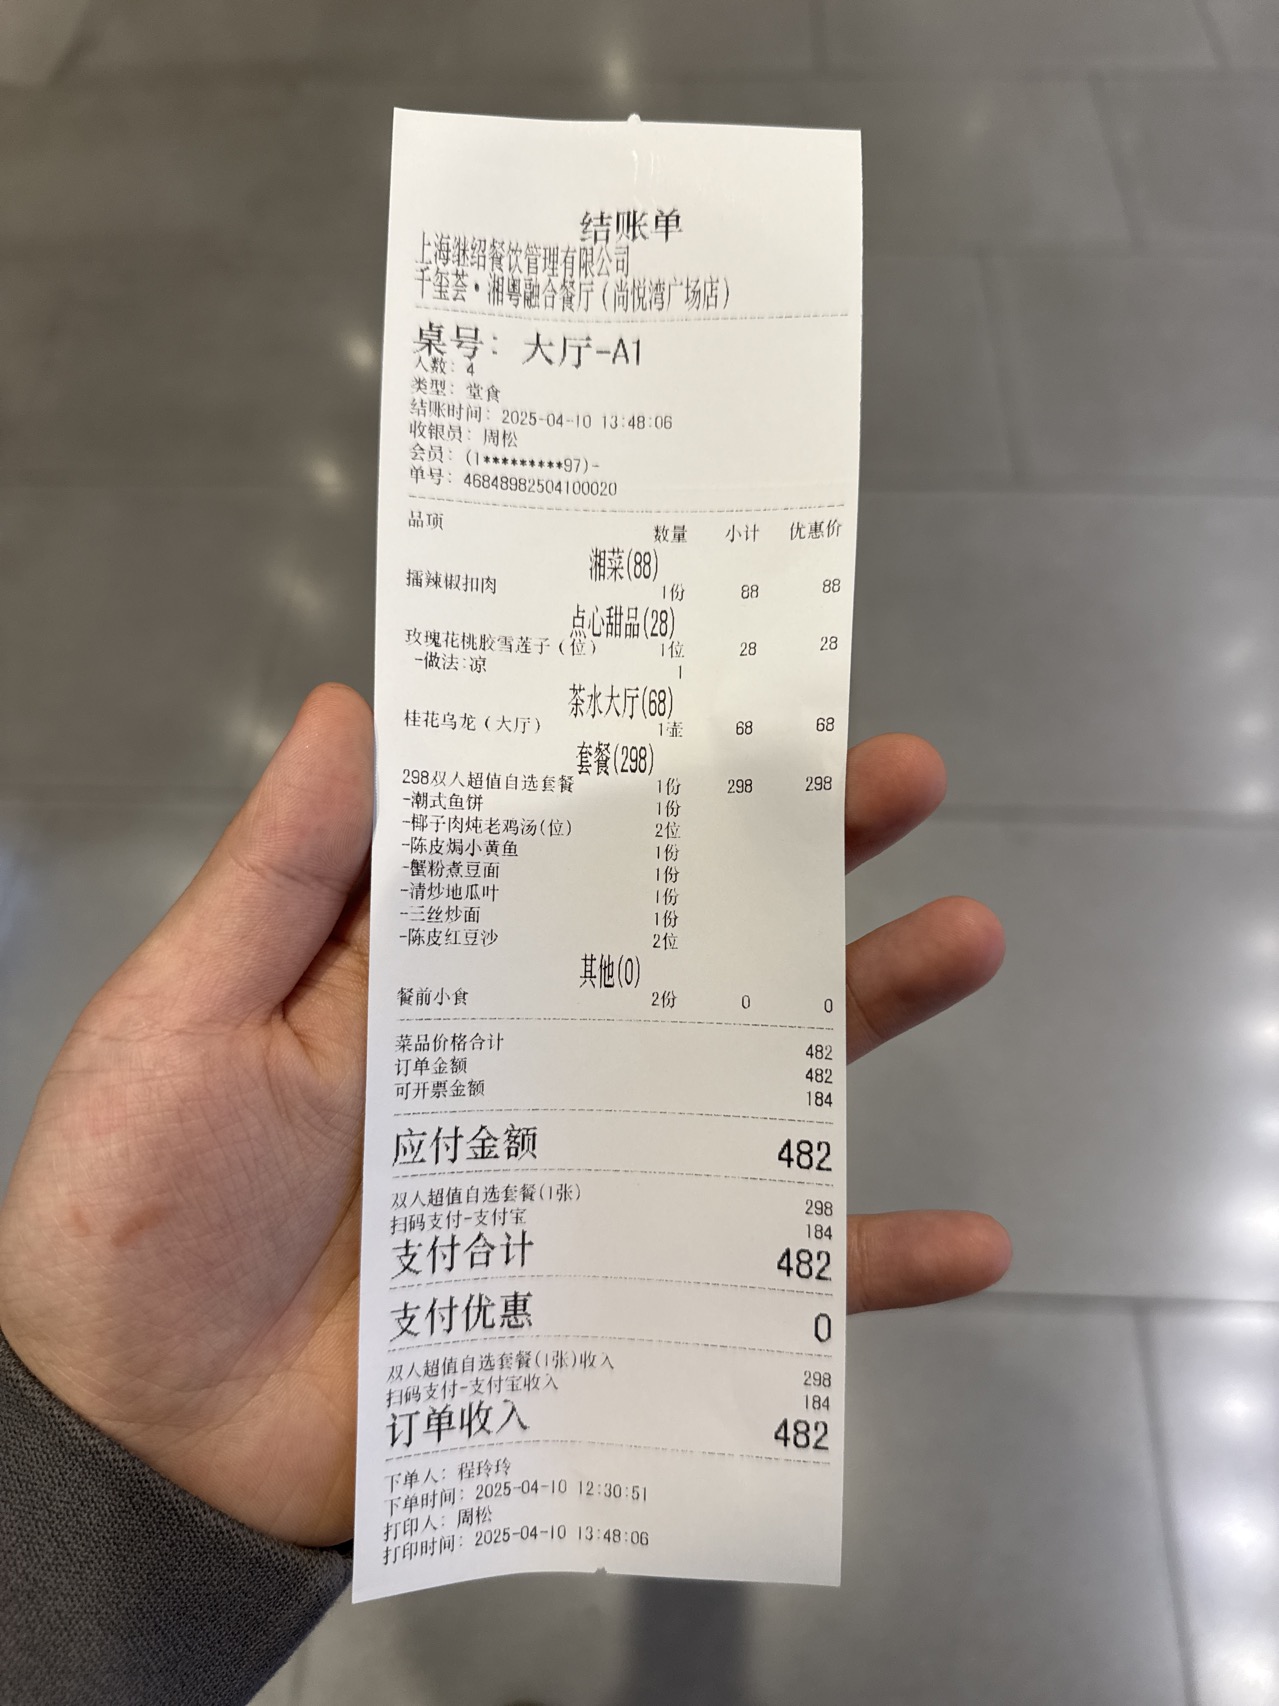 结账单
上海继绍餐饮管理有限公司
千玺荟·湘粤融合餐厅(尚悦湾广场店)
桌号: 大厅-A1
人数: 4
类型: 堂食
结账时间: 2025-04-10 13:48:06
收银员: 周松
会员: (1*********97)-
单号: 46848982504100020
品项 数量 小计 优惠价
湘菜(88)
擂辣椒扣肉 1份 88 88
点心甜品(28)
玫瑰花桃胶雪莲子(位) 1位 28 28
-做法:凉 1
茶水大厅(68)
桂花乌龙(大厅) 1壶 68 68
套餐(298)
298双人超值自选套餐 1份 298 298
-潮式鱼饼 1份
-椰子肉炖老鸡汤(位) 2位
-陈皮焗小黄鱼 1份
-蟹粉煮豆面 1份
-清炒地瓜叶 1份
-三丝炒面 1份
-陈皮红豆沙 2位
其他(0)
餐前小食 2份 0 0
菜品价格合计 482
订单金额 482
可开票金额 184
应付金额 482
双人超值自选套餐(1张) 298
扫码支付-支付宝 184
支付合计 482
支付优惠 0
双人超值自选套餐(1张)收入 298
扫码支付-支付宝收入 184
订单收入 482
下单人: 程玲玲
下单时间: 2025-04-10 12:30:51
打印人: 周松
打印时间: 2025-04-10 13:48:06